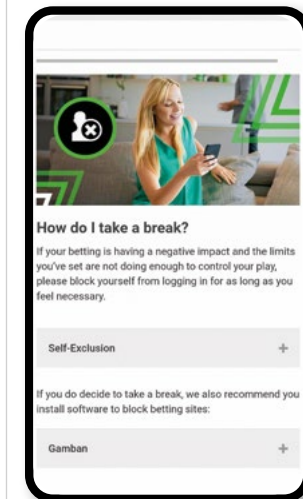 How do I take a break?
If your betting is having a negative impact and the limits
you've set are not doing enough to control your play,
please block yourself from logging in for as long as you
feel necessary.
Self-Exclusion +
If you do decide to take a break, we also recommend you
install software to block betting sites:
Gamban +